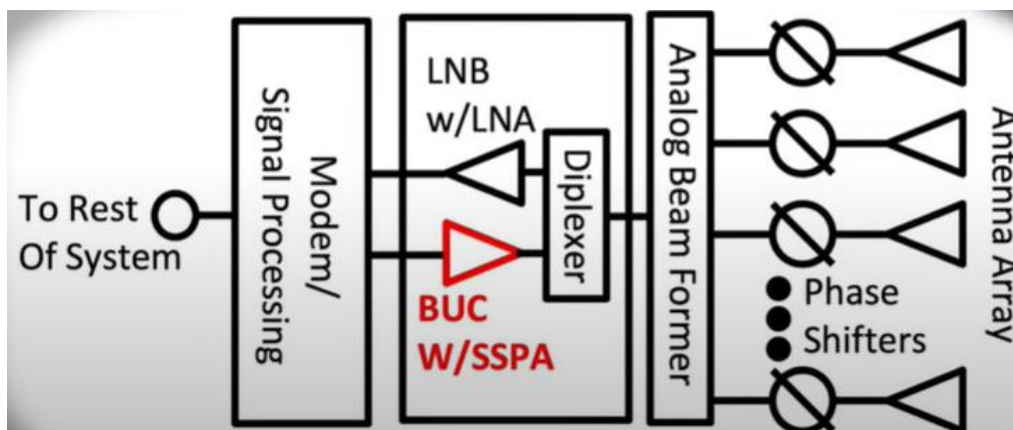 To Rest
Of System
Modem/
Signal Processing
LNB
w/LNA
BUC
W/SSPA
Diplexer
Analog Beam Former
Phase
Shifters
Antenna Array